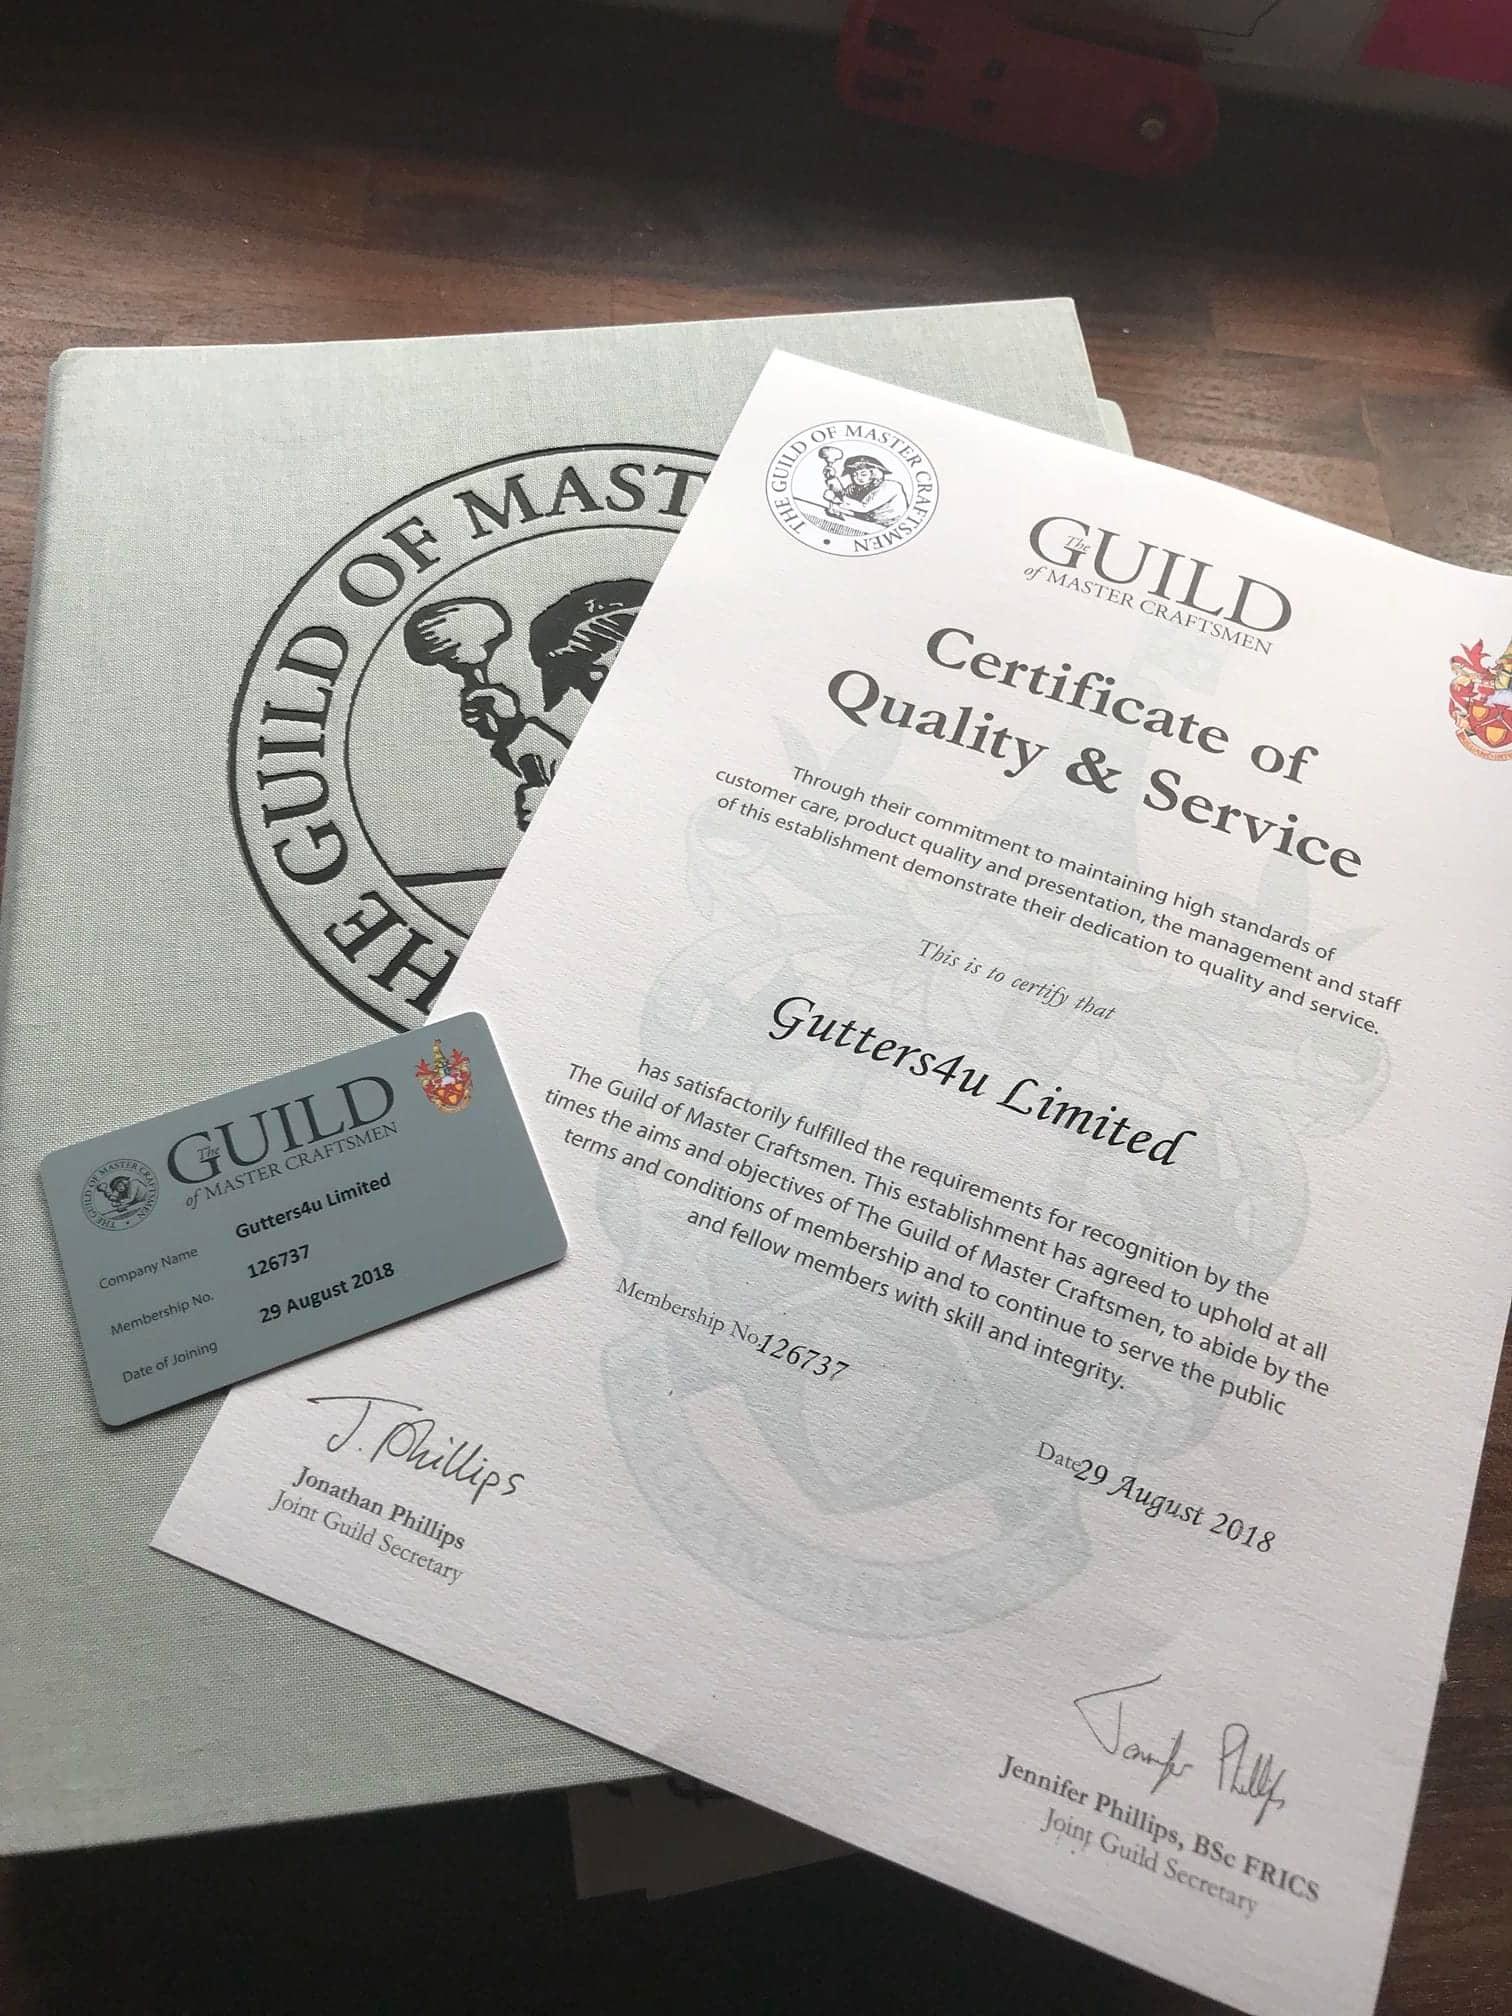 THE GUILD OF MAST
THE GUILD OF MASTER CRAFTSMEN
The GUILD
of MASTER CRAFTSMEN
Certificate of
Quality & Service
Through their commitment to maintaining high standards of
customer care, product quality and presentation, the management and staff
of this establishment demonstrate their dedication to quality and service.
This is to certify that
Gutters4u Limited
has satisfactorily fulfilled the requirements for recognition by the
The Guild of Master Craftsmen. This establishment has agreed to uphold at all
times the aims and objectives of The Guild of Master Craftsmen, to abide by the
terms and conditions of membership and to continue to serve the public
and fellow members with skill and integrity.
Membership No. 126737
Date 29 August 2018
J. Phillips
Jonathan Phillips
Joint Guild Secretary
Jennifer Phillips
Jennifer Phillips, BSc FRICS
Joint Guild Secretary
THE GUILD OF MASTER CRAFTSMEN
The GUILD
of MASTER CRAFTSMEN
Company Name Gutters4u Limited
Membership No. 126737
Date of Joining 29 August 2018